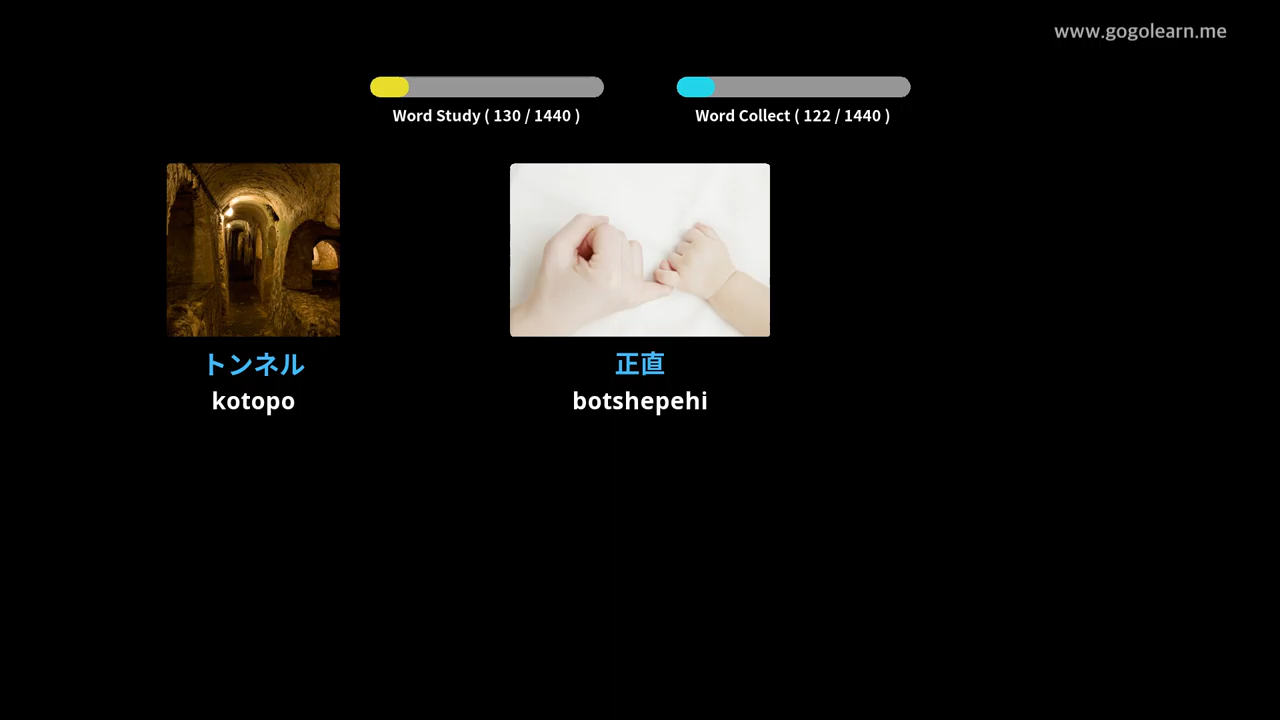 www.gogolearn.me
Word Study ( 130 / 1440 )
Word Collect ( 122 / 1440 )
トンネル
kotopo
正直
botshepehi